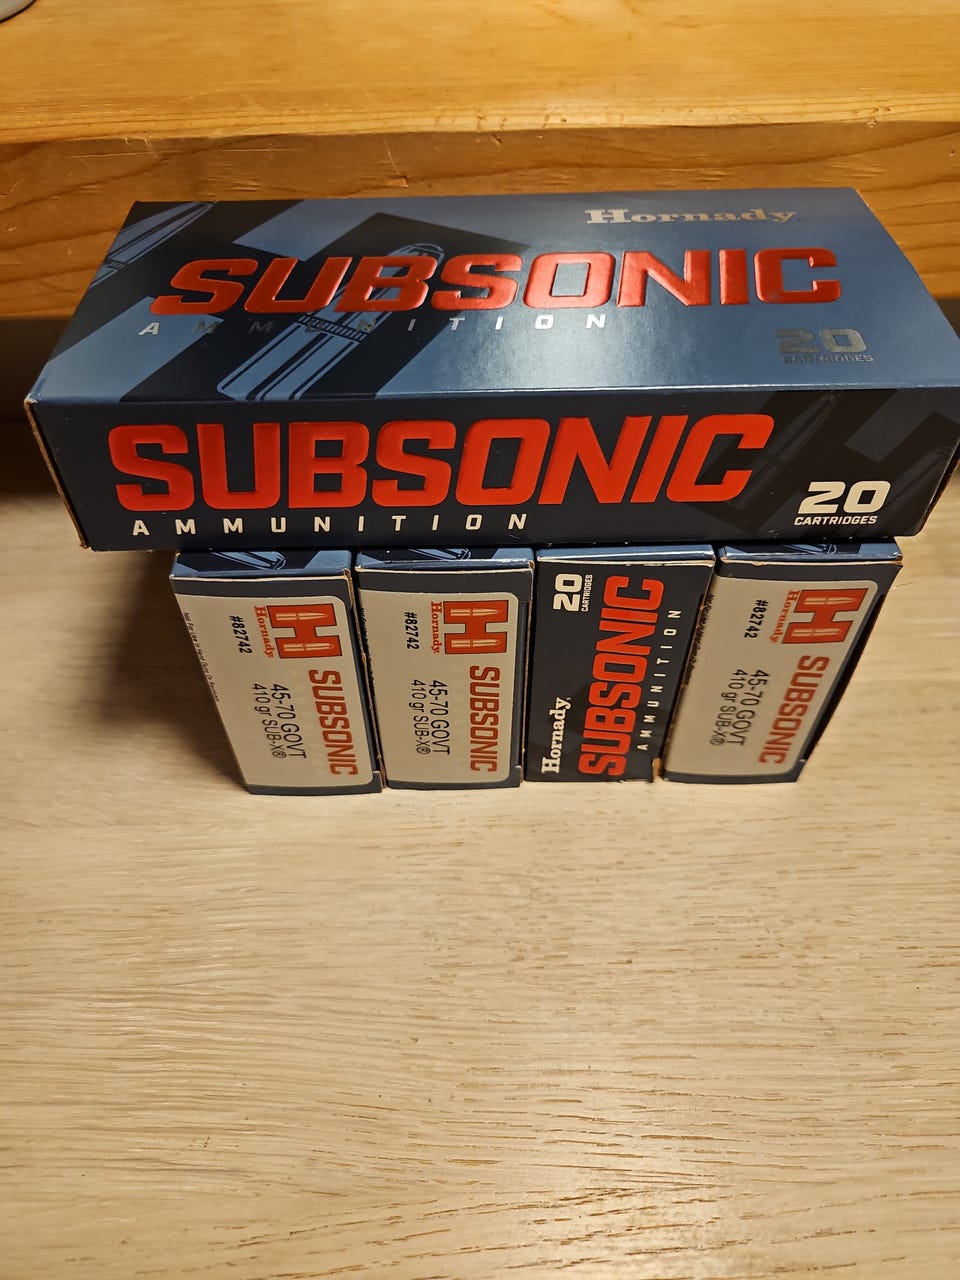 Hornady
SUBSONIC
AMMUNITION
20
CARTRIDGES
SUBSONIC
AMMUNITION
20
CARTRIDGES
H
Hornady
#82742
SUBSONIC
45-70 GOVT
410 gr SUB-X®
H
Hornady
#82742
SUBSONIC
45-70 GOVT
410 gr SUB-X®
Hornady
SUBSONIC
AMMUNITION
20
CARTRIDGES
H
Hornady
#82742
SUBSONIC
45-70 GOVT
410 gr SUB-X®